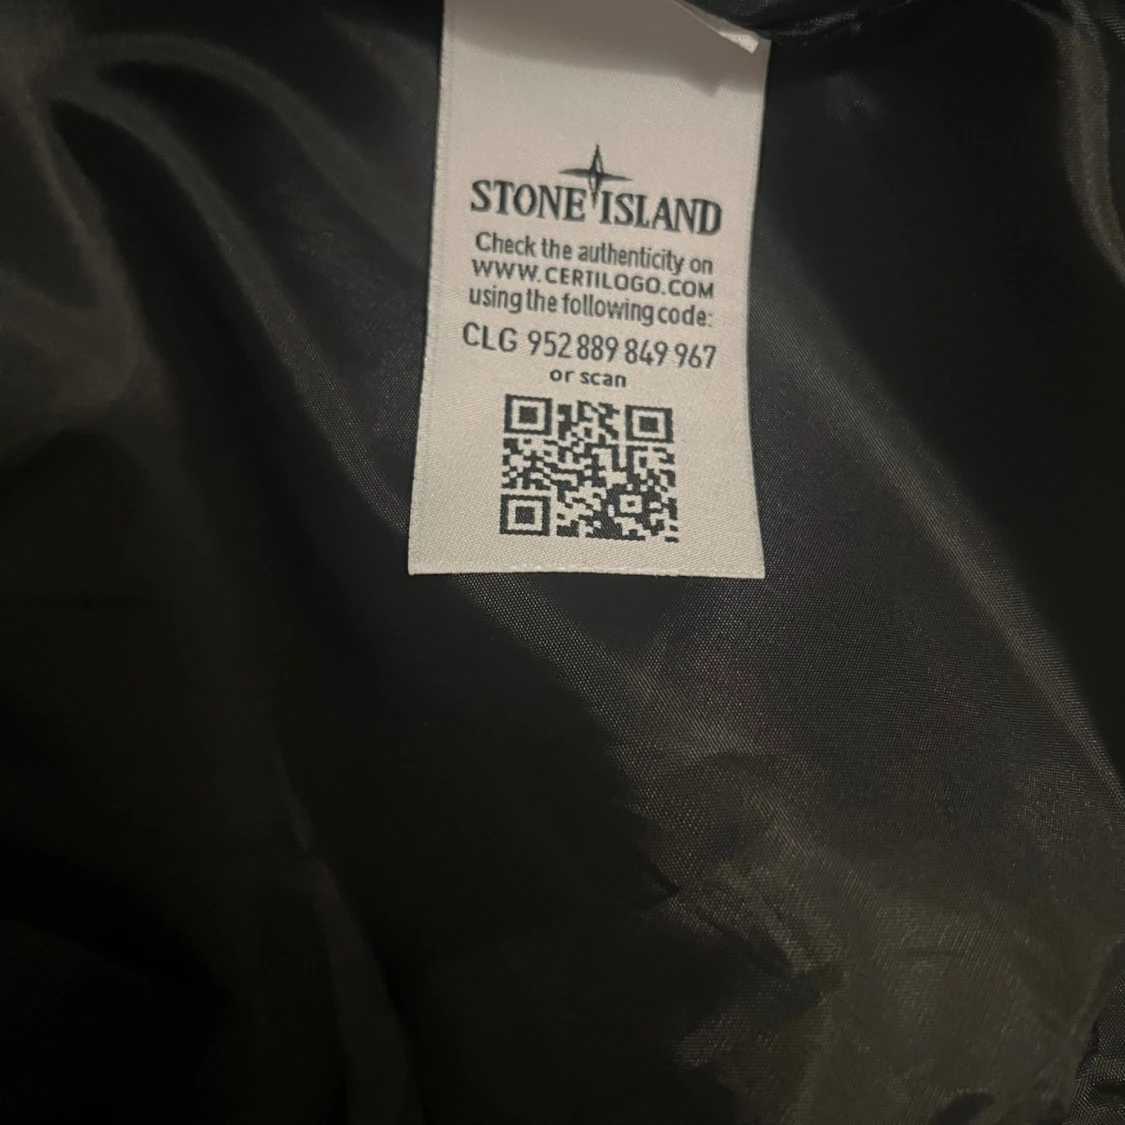 STONE ISLAND
Check the authenticity on
WWW.CERTILOGO.COM
using the following code:
CLG 952 889 849 967
or scan